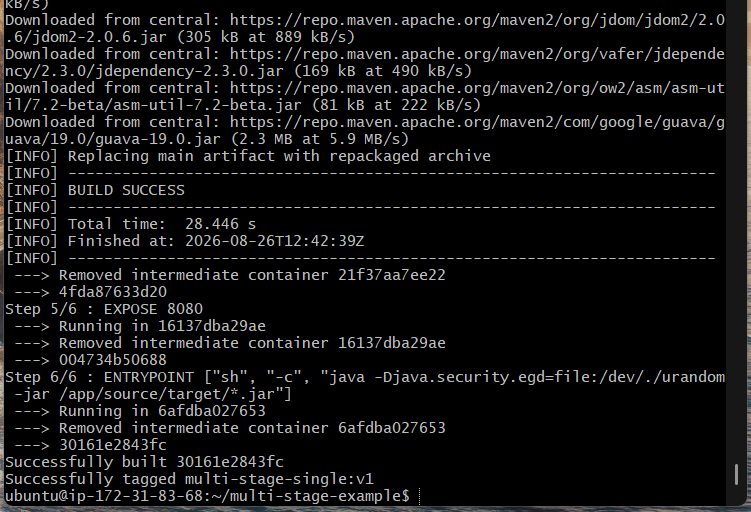 kB/s)
Downloaded from central: https://repo.maven.apache.org/maven2/org/jdom/jdom2/2.0
.6/jdom2-2.0.6.jar (305 kB at 889 kB/s)
Downloaded from central: https://repo.maven.apache.org/maven2/org/vafer/jdepende
ncy/2.3.0/jdependency-2.3.0.jar (169 kB at 490 kB/s)
Downloaded from central: https://repo.maven.apache.org/maven2/org/ow2/asm/asm-ut
il/7.2-beta/asm-util-7.2-beta.jar (81 kB at 222 kB/s)
Downloaded from central: https://repo.maven.apache.org/maven2/com/google/guava/g
uava/19.0/guava-19.0.jar (2.3 MB at 5.9 MB/s)
[INFO] Replacing main artifact with repackaged archive
[INFO] ------------------------------------------------------------------------
[INFO] BUILD SUCCESS
[INFO] ------------------------------------------------------------------------
[INFO] Total time:  28.446 s
[INFO] Finished at: 2026-08-26T12:42:39Z
[INFO] ------------------------------------------------------------------------
 ---> Removed intermediate container 21f37aa7ee22
 ---> 4fda87633d20
Step 5/6 : EXPOSE 8080
 ---> Running in 16137dba29ae
 ---> Removed intermediate container 16137dba29ae
 ---> 004734b50688
Step 6/6 : ENTRYPOINT ["sh", "-c", "java -Djava.security.egd=file:/dev/./urandom
 -jar /app/source/target/*.jar"]
 ---> Running in 6afdba027653
 ---> Removed intermediate container 6afdba027653
 ---> 30161e2843fc
Successfully built 30161e2843fc
Successfully tagged multi-stage-single:v1
ubuntu@ip-172-31-83-68:~/multi-stage-example$